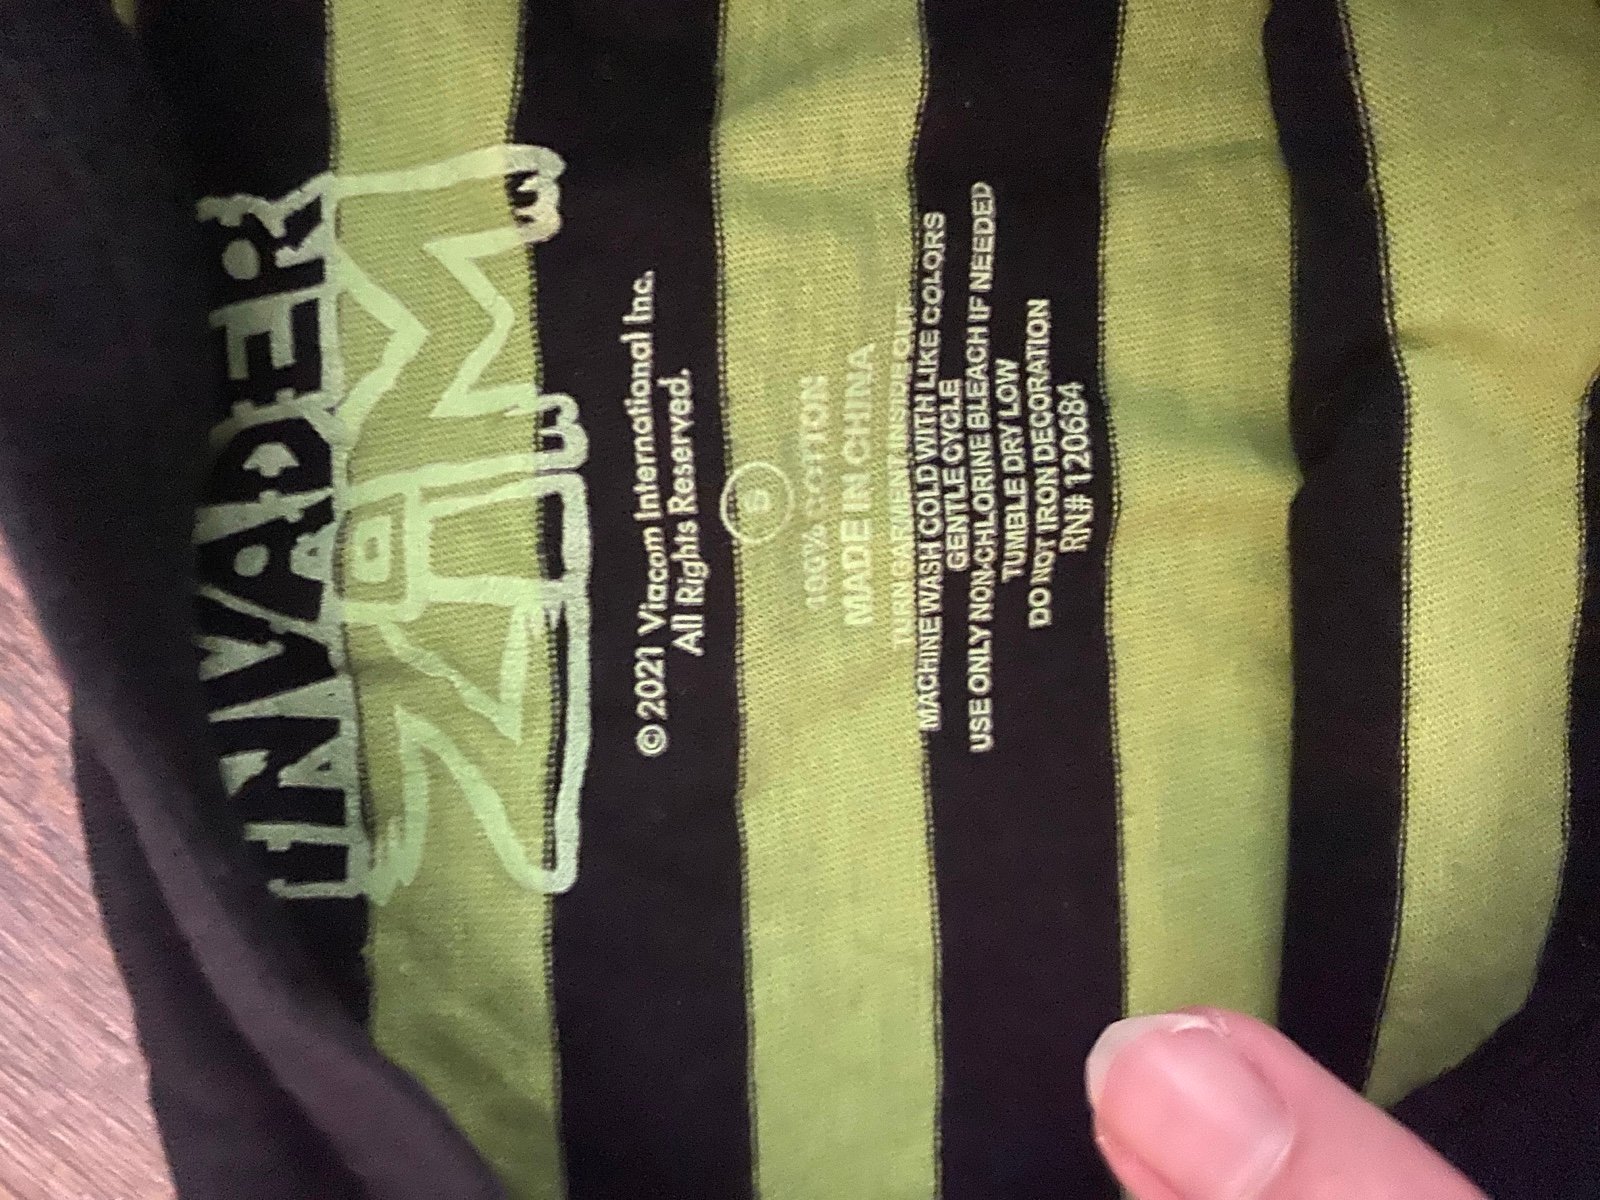 INVADER
ZIM
© 2021 Viacom International Inc.
All Rights Reserved.
S
100% COTTON
MADE IN CHINA
TURN GARMENT INSIDE OUT
MACHINE WASH COLD WITH LIKE COLORS
GENTLE CYCLE
USE ONLY NON-CHLORINE BLEACH IF NEEDED
TUMBLE DRY LOW
DO NOT IRON DECORATION
RN# 120684